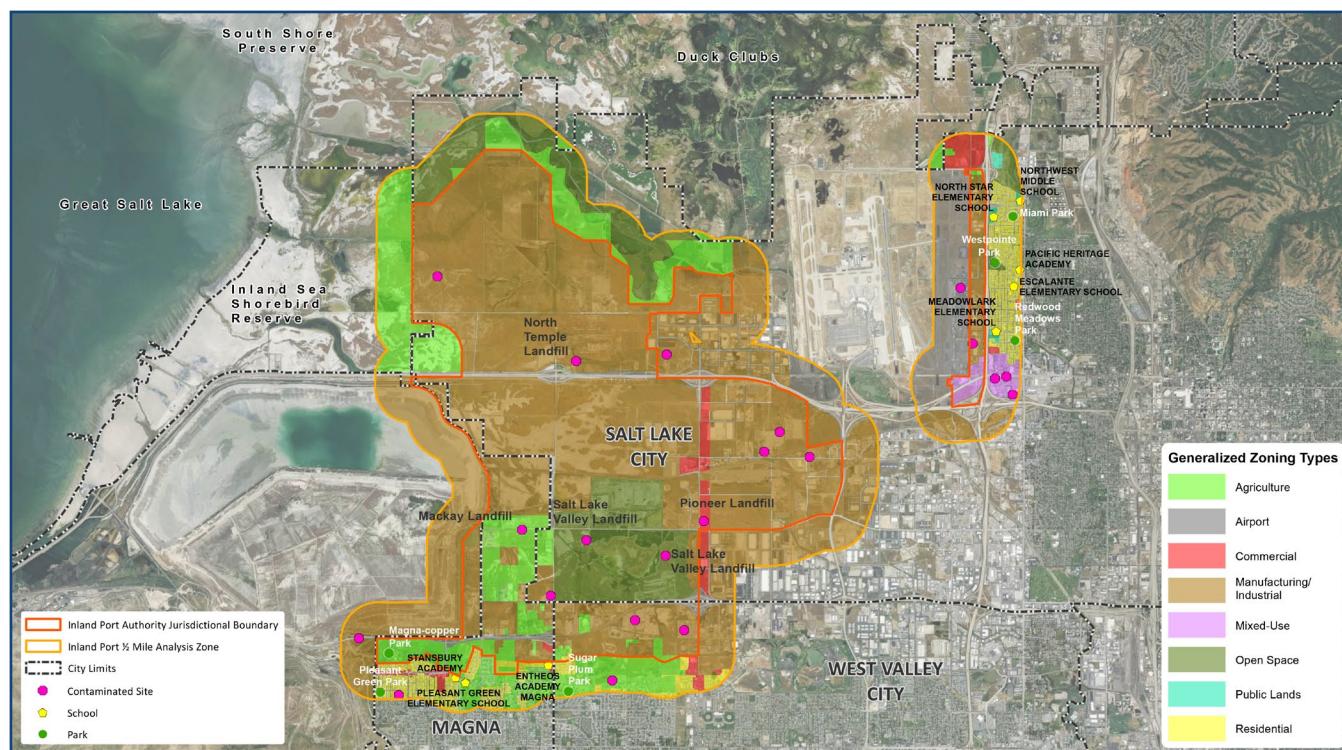 South Shore
Preserve
Duck Clubs
Great Salt Lake
Inland Sea
Shorebird
Reserve
NORTHWEST
MIDDLE
SCHOOL
NORTH STAR
ELEMENTARY
SCHOOL
Miami Park
Westpointe
Park
PACIFIC HERITAGE
ACADEMY
ESCALANTE
ELEMENTARY SCHOOL
MEADOWLARK
ELEMENTARY
SCHOOL
Redwood
Meadows
Park
North
Temple
Landfill
SALT LAKE
CITY
Mackay Landfill
Salt Lake
Valley Landfill
Pioneer Landfill
Salt Lake
Valley Landfill
Magna-copper
Park
STANSBURY
ACADEMY
Pleasant
Green Park
PLEASANT GREEN
ELEMENTARY SCHOOL
ENTHEOS
ACADEMY
MAGNA
Sugar
Plum
Park
MAGNA
WEST VALLEY
CITY
Inland Port Authority Jurisdictional Boundary
Inland Port ½ Mile Analysis Zone
City Limits
Contaminated Site
School
Park
Generalized Zoning Types
Agriculture
Airport
Commercial
Manufacturing/
Industrial
Mixed-Use
Open Space
Public Lands
Residential